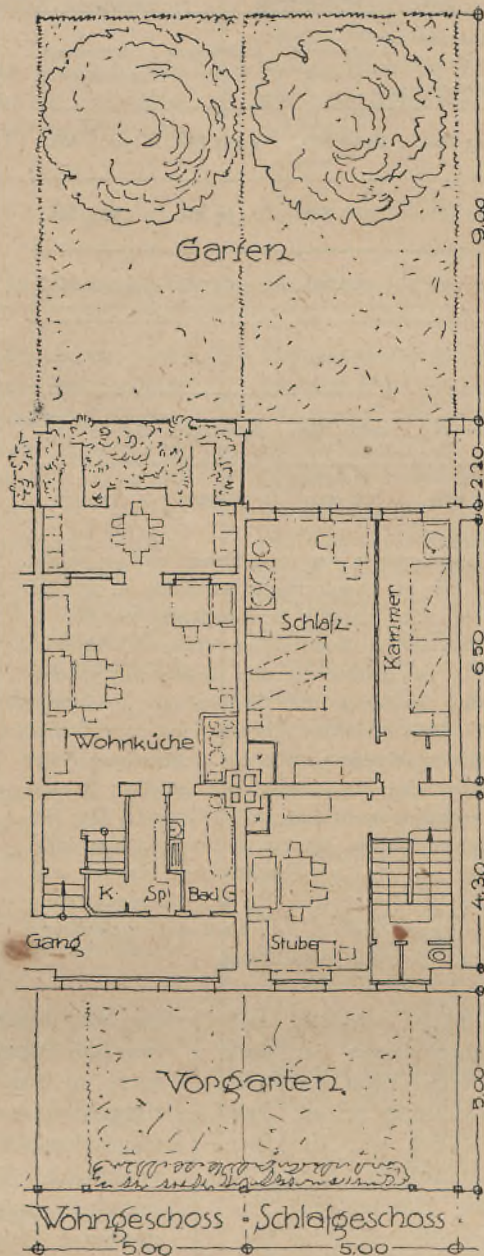 Garten
9.00
2.20
Schlafz.
Kammer
6.50
Wohnküche
4.30
K. Spl Bad G
Gang
Stube
Vorgarten.
5.00
Wohngeschoss · Schlafgeschoss ·
5.00 5.00